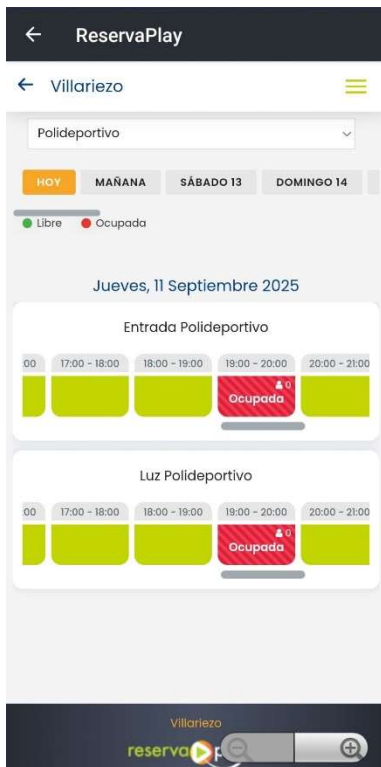 ReservaPlay
Villariezo
Polideportivo
HOY MAÑANA SÁBADO 13 DOMINGO 14
Libre Ocupada
Jueves, 11 Septiembre 2025
Entrada Polideportivo
:00 17:00 - 18:00 18:00 - 19:00 19:00 - 20:00 20:00 - 21:00
0
Ocupada
Luz Polideportivo
:00 17:00 - 18:00 18:00 - 19:00 19:00 - 20:00 20:00 - 21:00
0
Ocupada
Villariezo
reserva